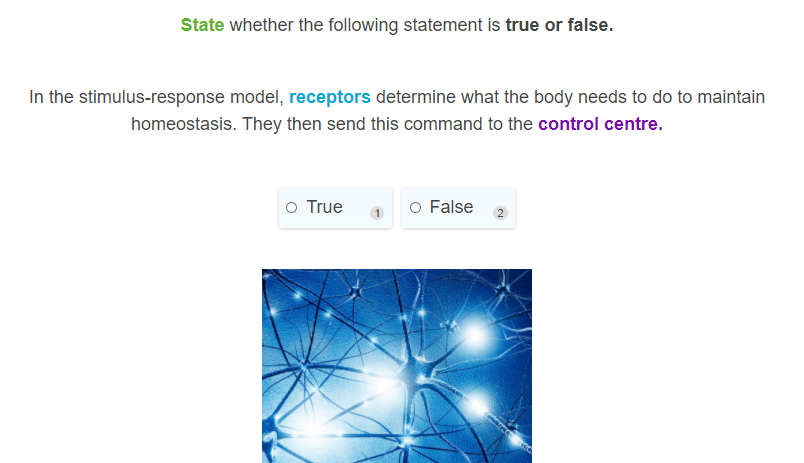 State whether the following statement is true or false.
In the stimulus-response model, receptors determine what the body needs to do to maintain
homeostasis. They then send this command to the control centre.
True 1 False 2